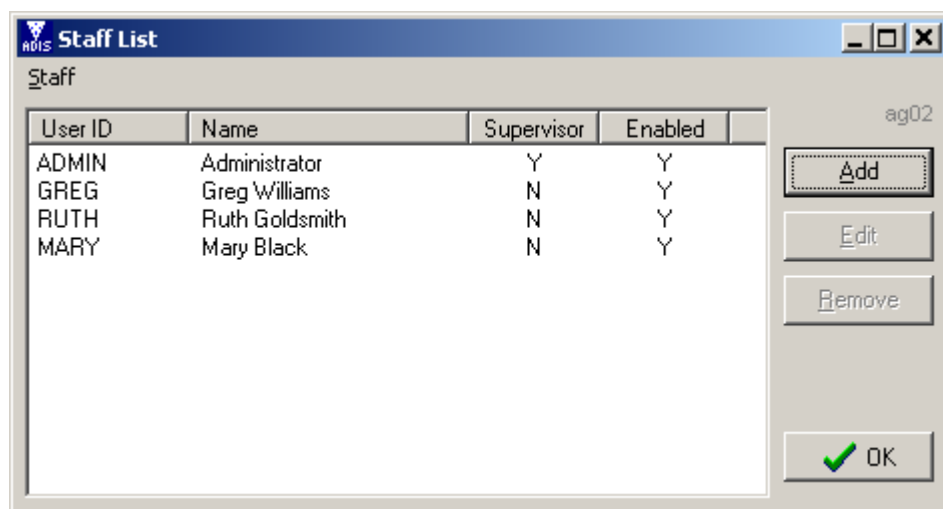 ADIS Staff List
Staff
ag02
User ID Name Supervisor Enabled
ADMIN Administrator Y Y
GREG Greg Williams N Y
RUTH Ruth Goldsmith N Y
MARY Mary Black N Y
Add
Edit
Remove
OK